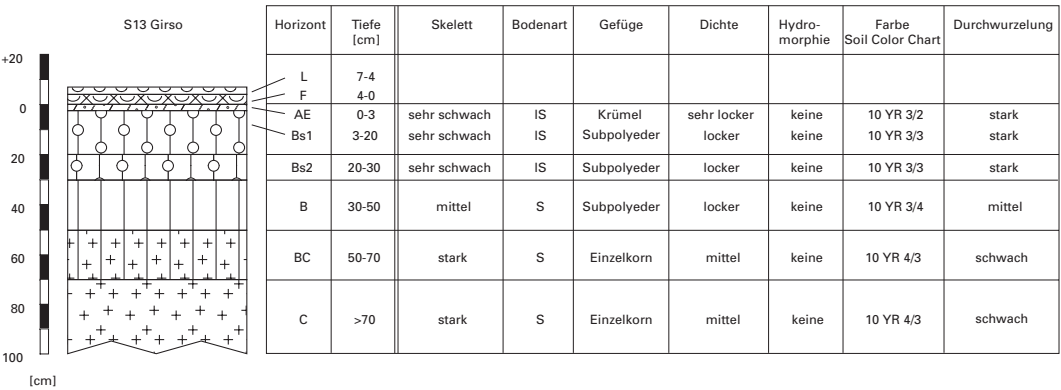 S13 Girso
Horizont Tiefe [cm] Skelett Bodenart Gefüge Dichte Hydro-morphie Farbe Soil Color Chart Durchwurzelung
L 7-4
F 4-0
AE 0-3 sehr schwach lS Krümel sehr locker keine 10 YR 3/2 stark
Bs1 3-20 sehr schwach lS Subpolyeder locker keine 10 YR 3/3 stark
Bs2 20-30 sehr schwach lS Subpolyeder locker keine 10 YR 3/3 stark
B 30-50 mittel S Subpolyeder locker keine 10 YR 3/4 mittel
BC 50-70 stark S Einzelkorn mittel keine 10 YR 4/3 schwach
C >70 stark S Einzelkorn mittel keine 10 YR 4/3 schwach
+20
0
20
40
60
80
100
[cm]